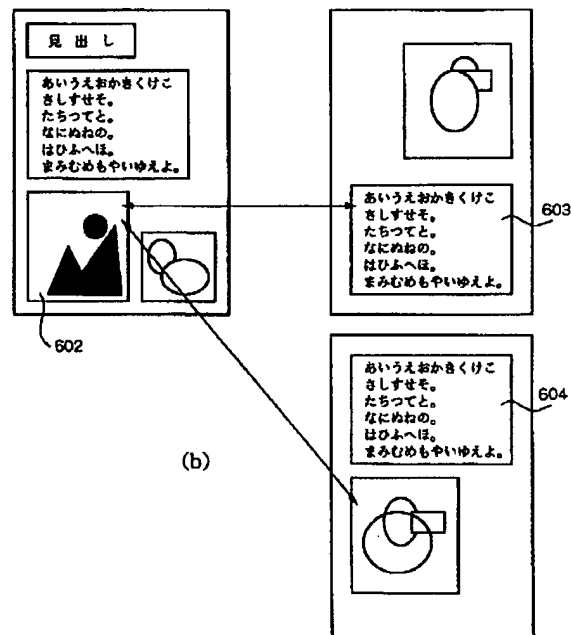 見出し
あいうえおかきくけこ
さしすせそ。
たちつてと。
なにぬねの。
はひふへほ。
まみむめもやいゆえよ。
602
(b)
あいうえおかきくけこ
さしすせそ。
たちつてと。
なにぬねの。
はひふへほ。
まみむめもやいゆえよ。
603
あいうえおかきくけこ
さしすせそ。
たちつてと。
なにぬねの。
はひふへほ。
まみむめもやいゆえよ。
604